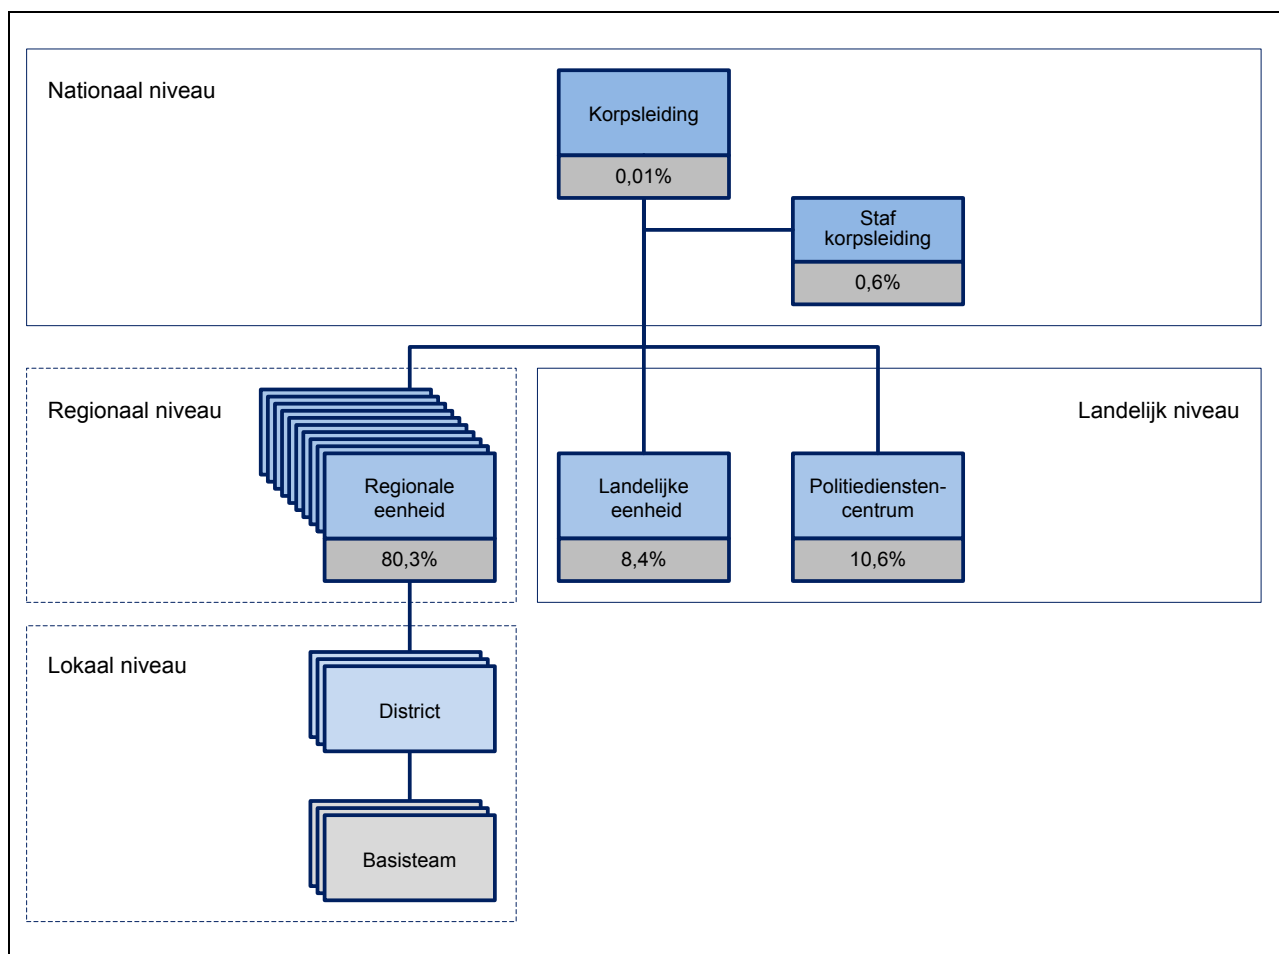 Nationaal niveau
Korpsleiding
0,01%
Staf
korpsleiding
0,6%
Regionaal niveau
Landelijk niveau
Regionale
eenheid
80,3%
Landelijke
eenheid
8,4%
Politiediensten-
centrum
10,6%
Lokaal niveau
District
Basisteam